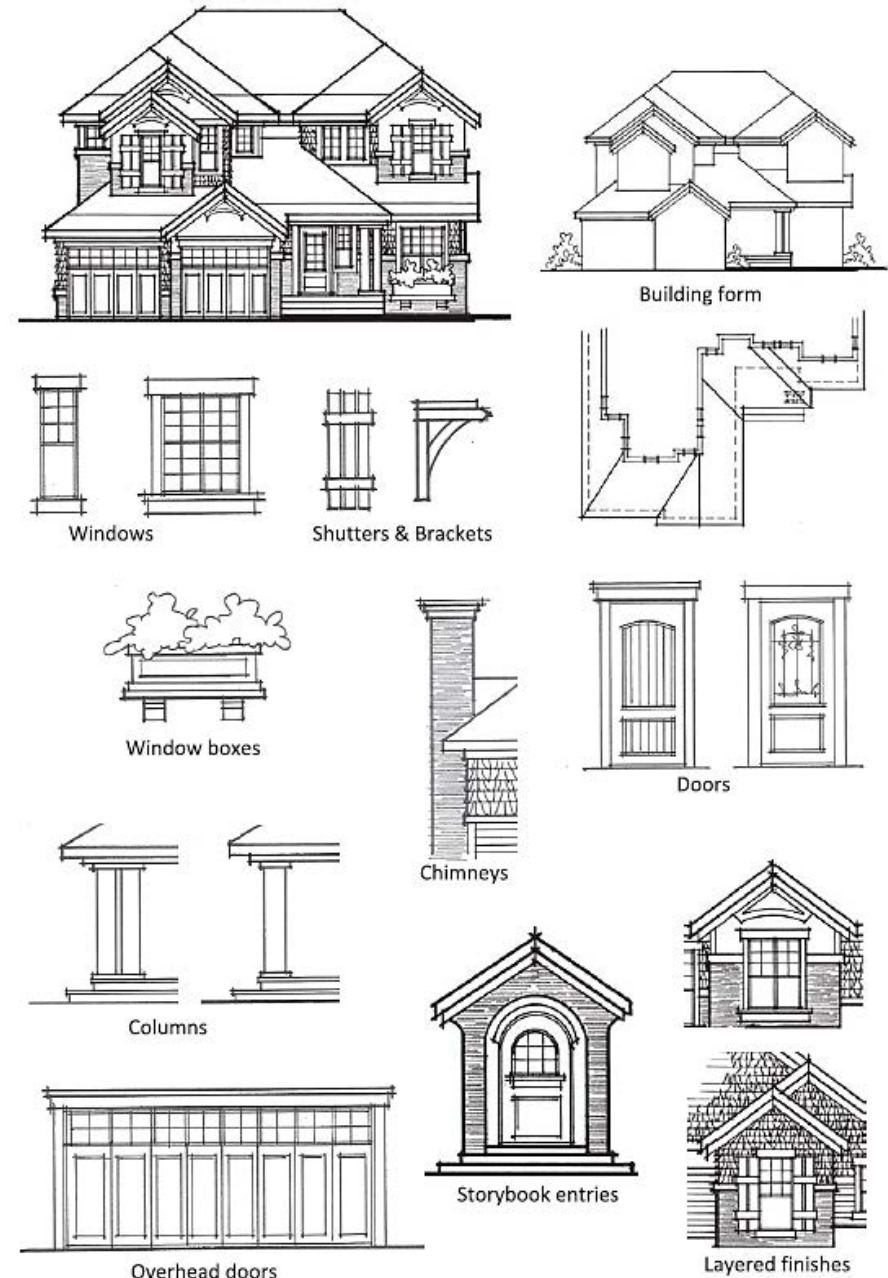 Building form
Windows
Shutters & Brackets
Window boxes
Doors
Chimneys
Columns
Storybook entries
Overhead doors
Layered finishes